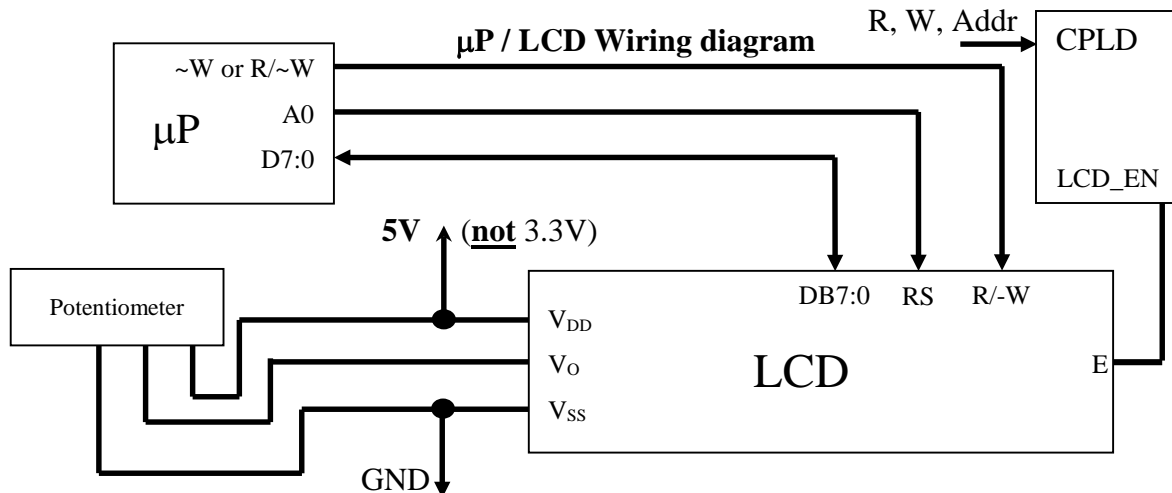 R, W, Addr
μP / LCD Wiring diagram
CPLD
~W or R/~W
A0
μP
D7:0
LCD_EN
5V (not 3.3V)
Potentiometer
DB7:0 RS R/-W
VDD
VO
LCD
E
VSS
GND